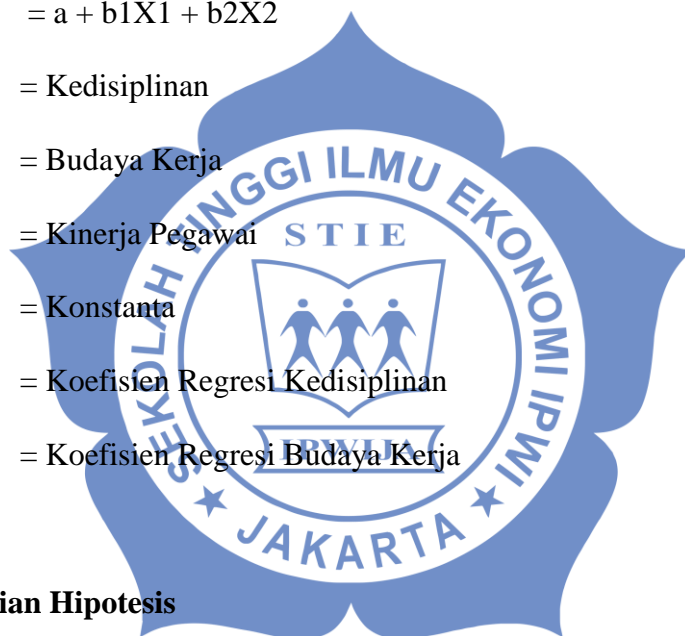 = a + b1X1 + b2X2
= Kedisiplinan
= Budaya Kerja
= Kinerja Pegawai
= Konstanta
= Koefisien Regresi Kedisiplinan
= Koefisien Regresi Budaya Kerja
ian Hipotesis
SEKOLAH TINGGI ILMU EKONOMI IPWI
STIE
IPWIJA
★ JAKARTA ★